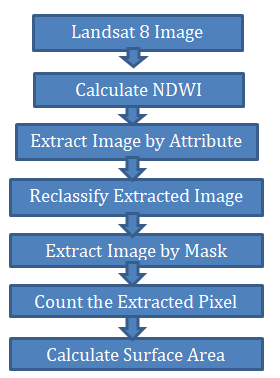 Landsat 8 Image
Calculate NDWI
Extract Image by Attribute
Reclassify Extracted Image
Extract Image by Mask
Count the Extracted Pixel
Calculate Surface Area